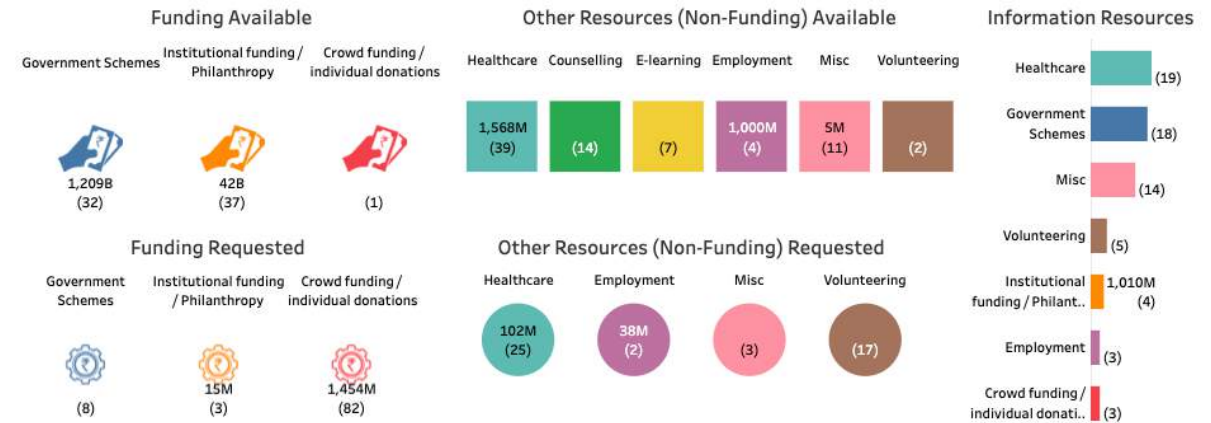 Funding Available
Government Schemes
Institutional funding /
Philanthropy
Crowd funding /
individual donations
1,209B
(32)
42B
(37)
(1)
Funding Requested
Government
Schemes
Institutional funding
/ Philanthropy
Crowd funding /
individual donations
(8)
15M
(3)
1,454M
(82)
Other Resources (Non-Funding) Available
Healthcare
Counselling
E-learning
Employment
Misc
Volunteering
1,568M
(39)
(14)
(7)
1,000M
(4)
5M
(11)
(2)
Other Resources (Non-Funding) Requested
Healthcare
Employment
Misc
Volunteering
102M
(25)
38M
(2)
(3)
(17)
Information Resources
Healthcare
(19)
Government
Schemes
(18)
Misc
(14)
Volunteering
(5)
Institutional
funding / Philant..
1,010M
(4)
Employment
(3)
Crowd funding /
individual donati..
(3)